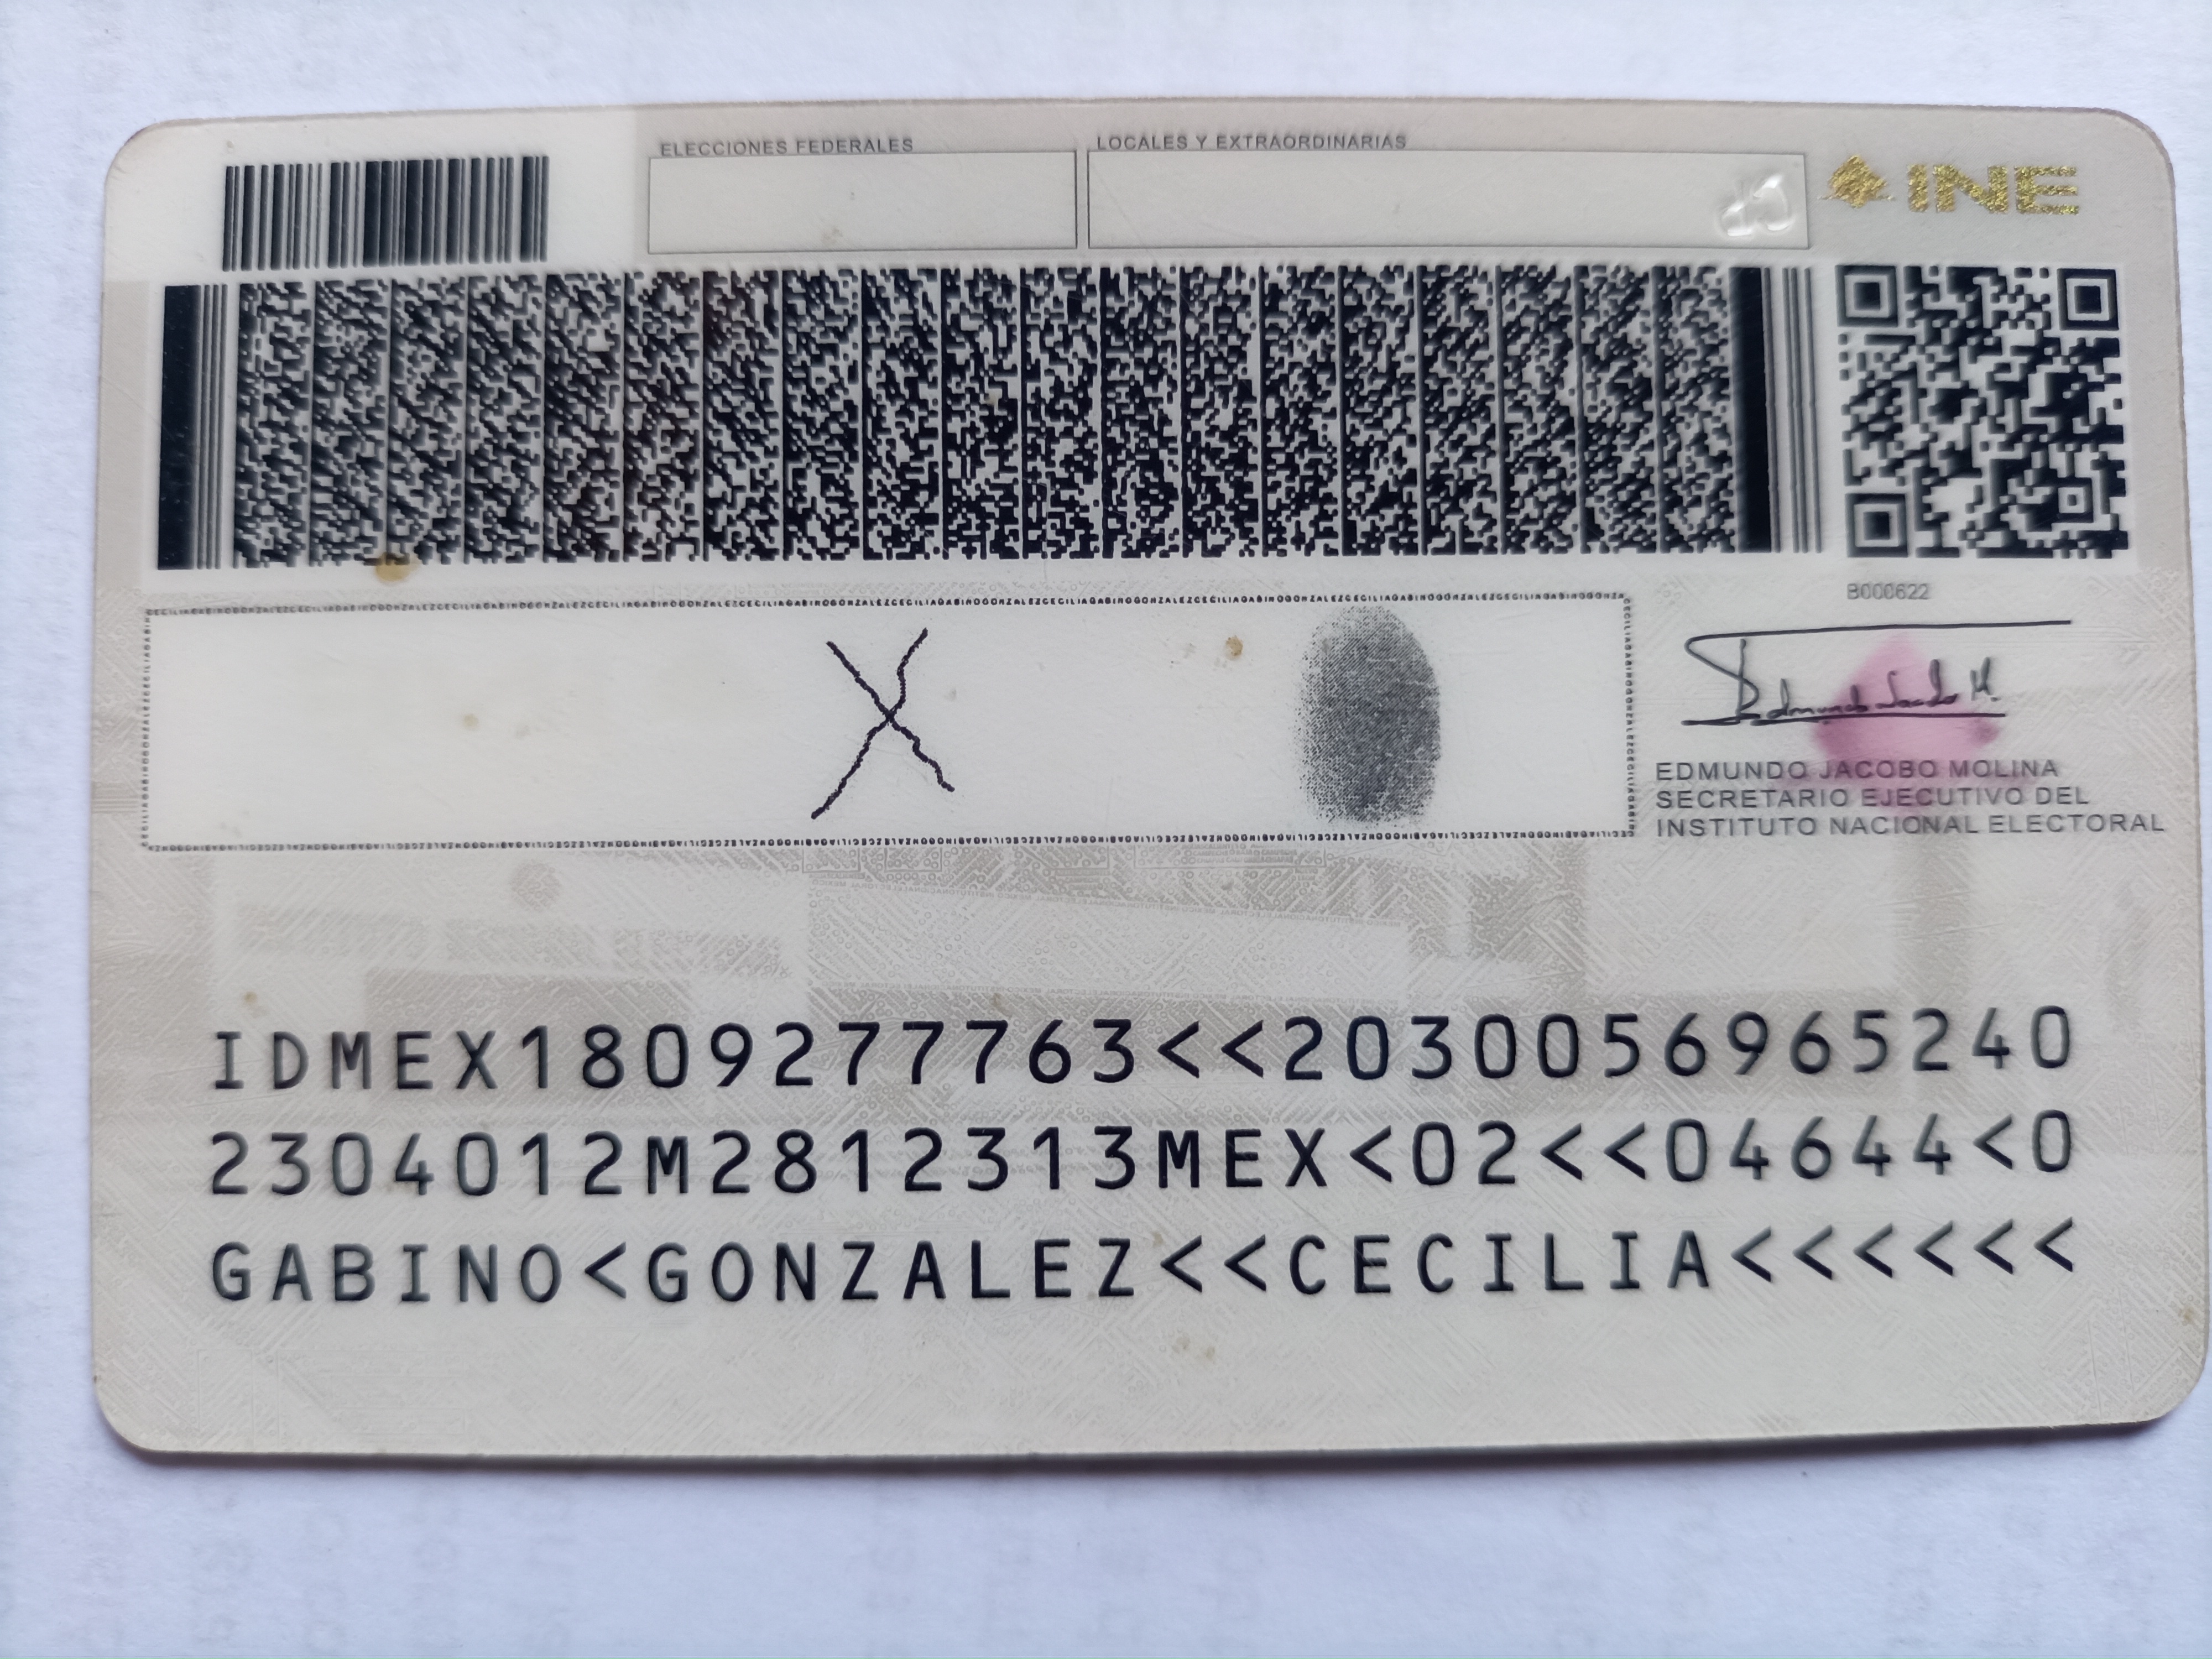 ELECCIONES FEDERALES
LOCALES Y EXTRAORDINARIAS
INE
B000622
EDMUNDO JACOBO MOLINA
SECRETARIO EJECUTIVO DEL
INSTITUTO NACIONAL ELECTORAL
IDMEX1809277763<<2030056965240
2304012M2812313MEX<02<<04644<0
GABINO<GONZALEZ<<CECILIA<<<<<<